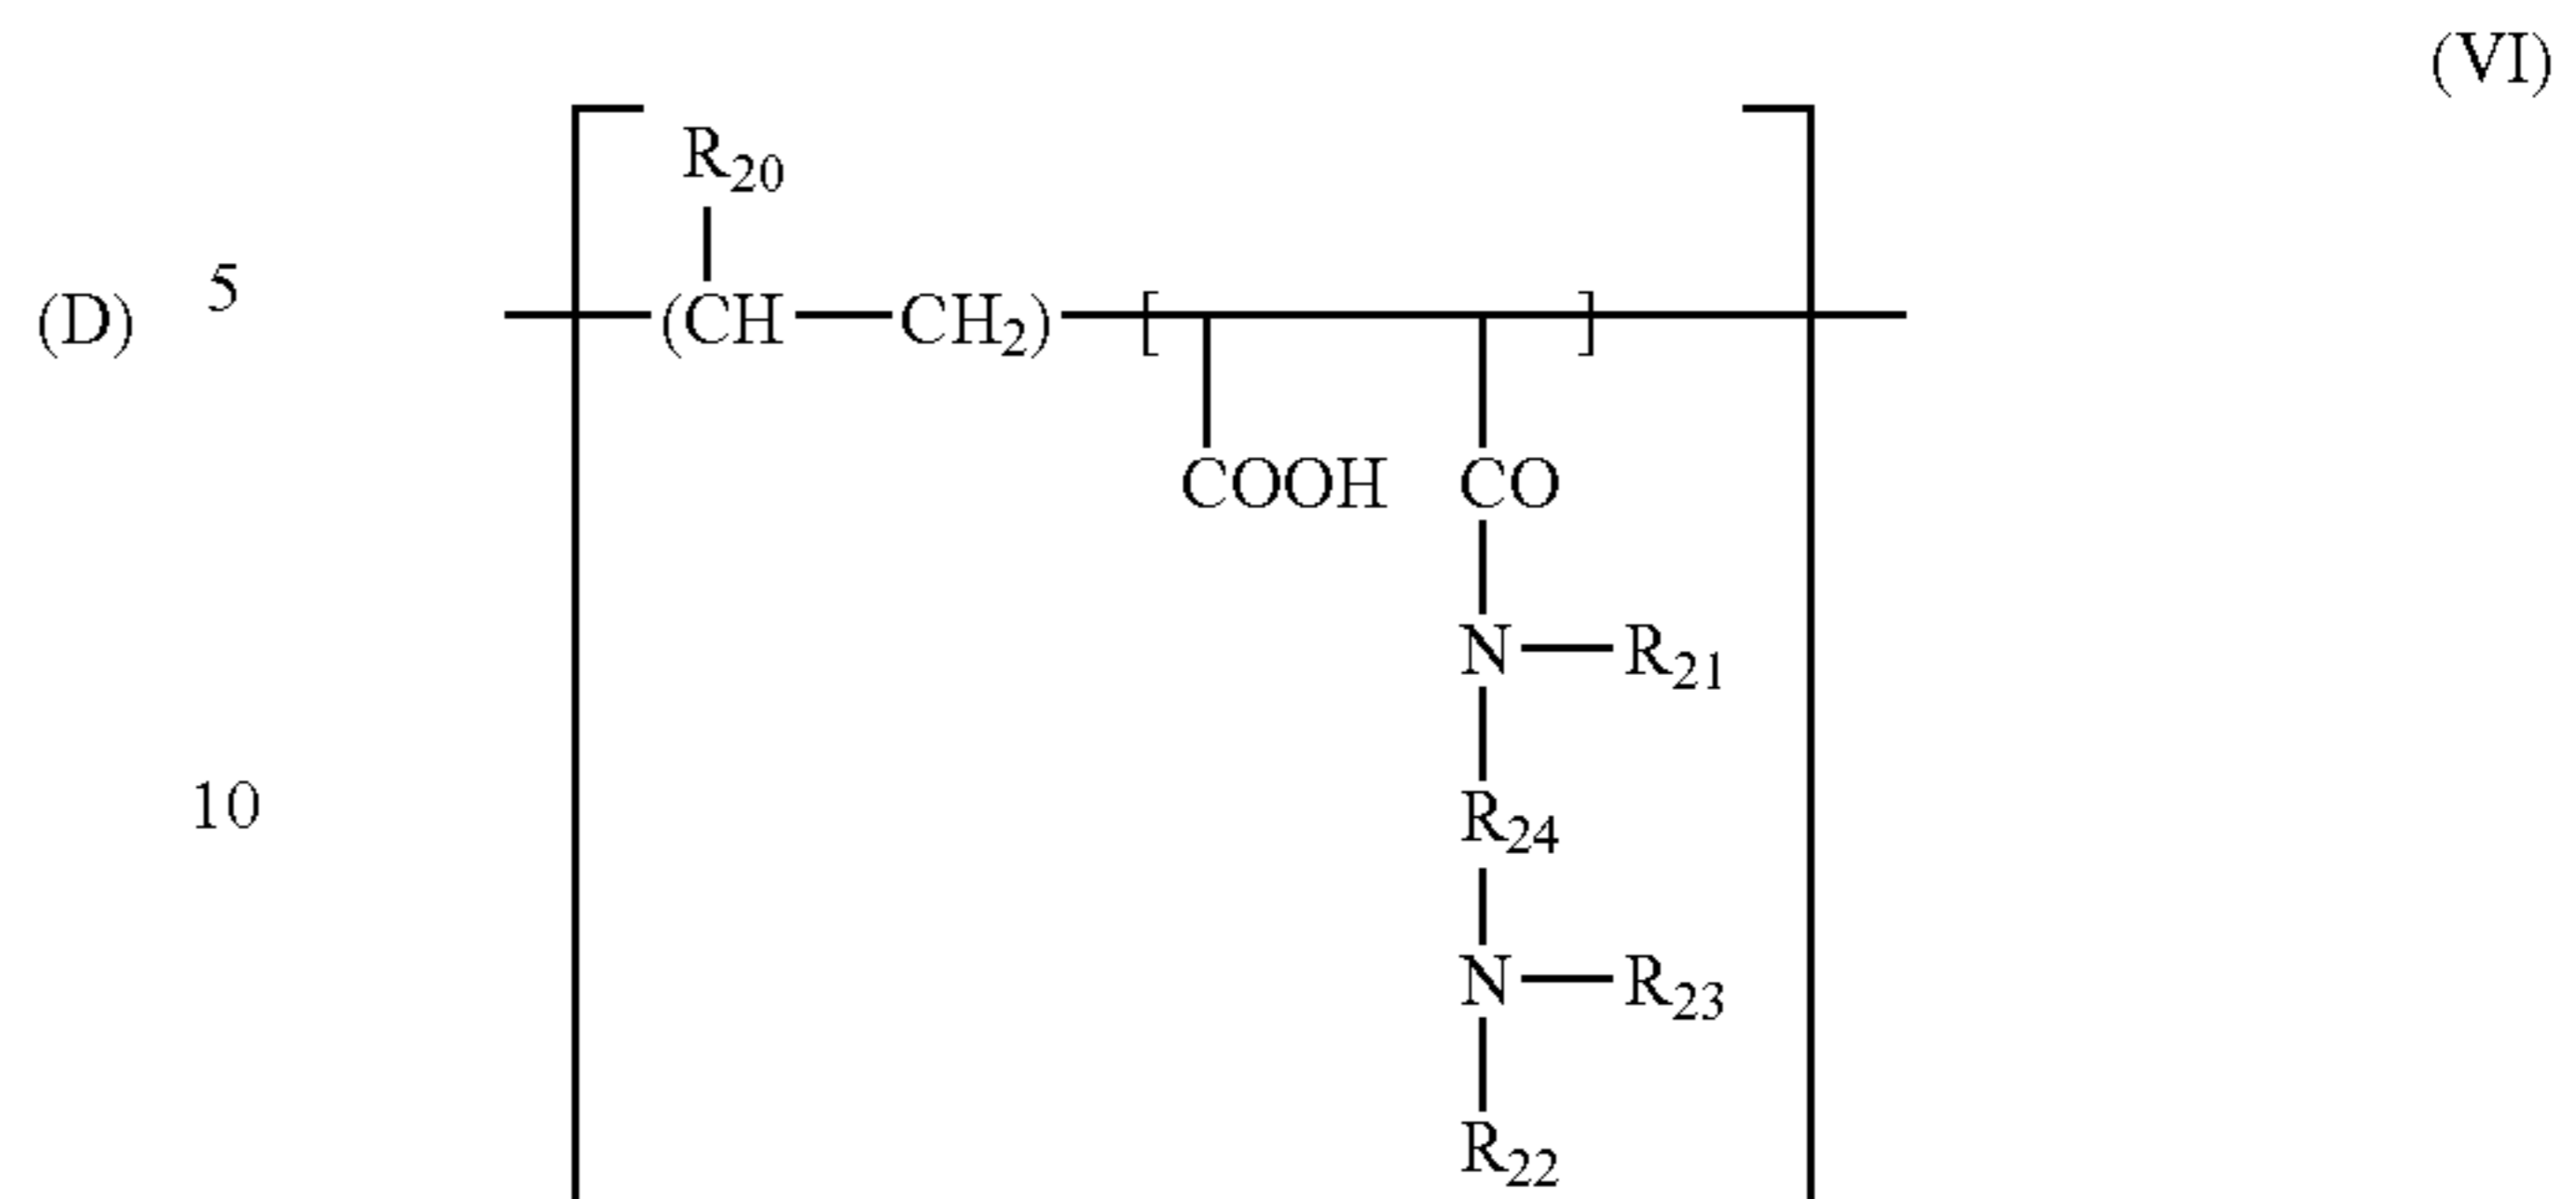 (VI)
R20
(D) 5 (CH—CH2) [ ]
COOH CO
N—R21
10 R24
N—R23
R22